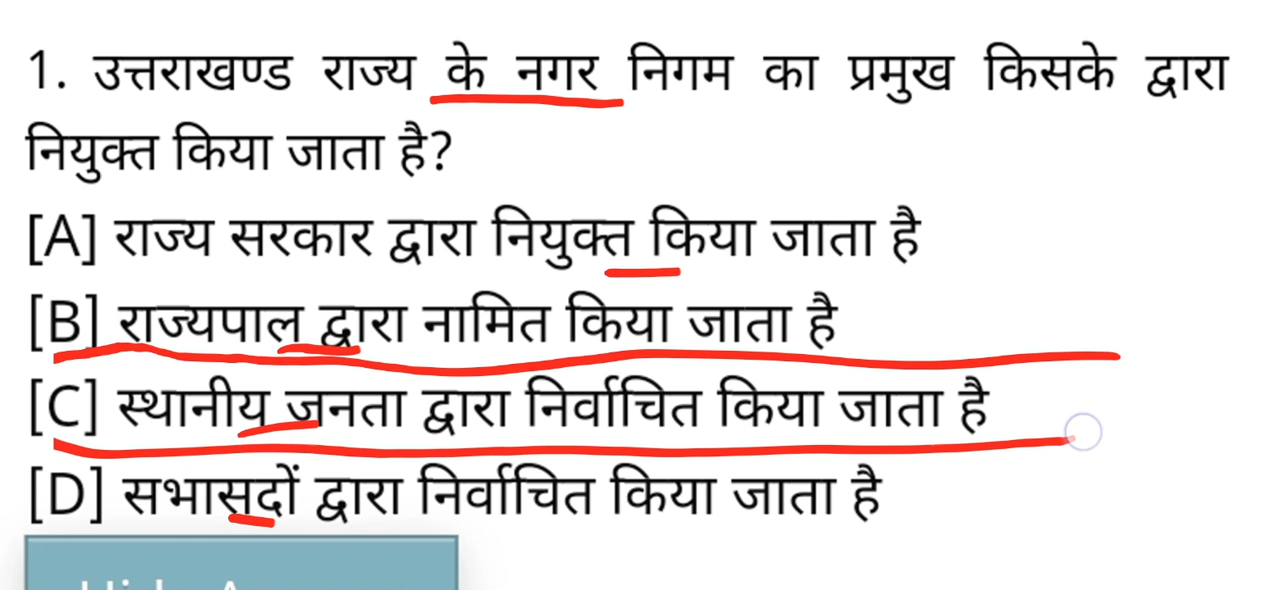 1. उत्तराखण्ड राज्य के नगर निगम का प्रमुख किसके द्वारा
नियुक्त किया जाता है?
[A] राज्य सरकार द्वारा नियुक्त किया जाता है
[B] राज्यपाल द्वारा नामित किया जाता है
[C] स्थानीय जनता द्वारा निर्वाचित किया जाता है
[D] सभासदों द्वारा निर्वाचित किया जाता है